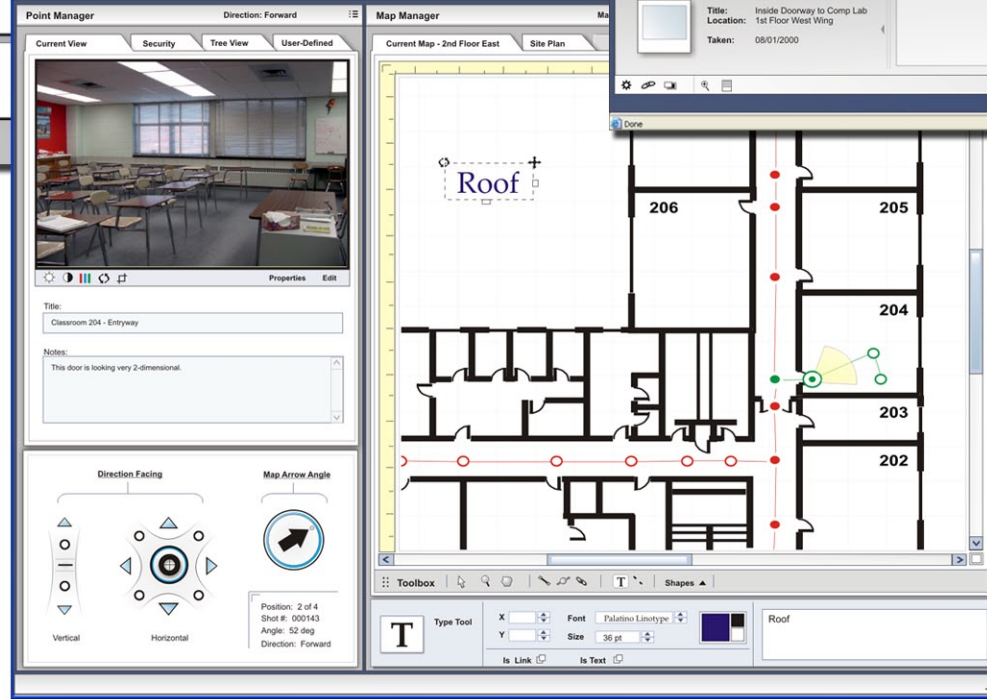 Point Manager
Direction: Forward
Current View
Security
Tree View
User-Defined
Properties
Edit
Title:
Classroom 204 - Entryway
Notes:
This door is looking very 2-dimensional.
Direction Facing
Map Arrow Angle
Vertical
Horizontal
Position: 2 of 4
Shot #: 000143
Angle: 52 deg
Direction: Forward
Map Manager
Ma
Current Map - 2nd Floor East
Site Plan
Title: Inside Doorway to Comp Lab
Location: 1st Floor West Wing
Taken: 08/01/2000
Done
Roof
206
205
204
203
202
Toolbox
T
Shapes
T
Type Tool
X
Y
Font Palatino Linotype
Size 36 pt
Is Link
Is Text
Roof